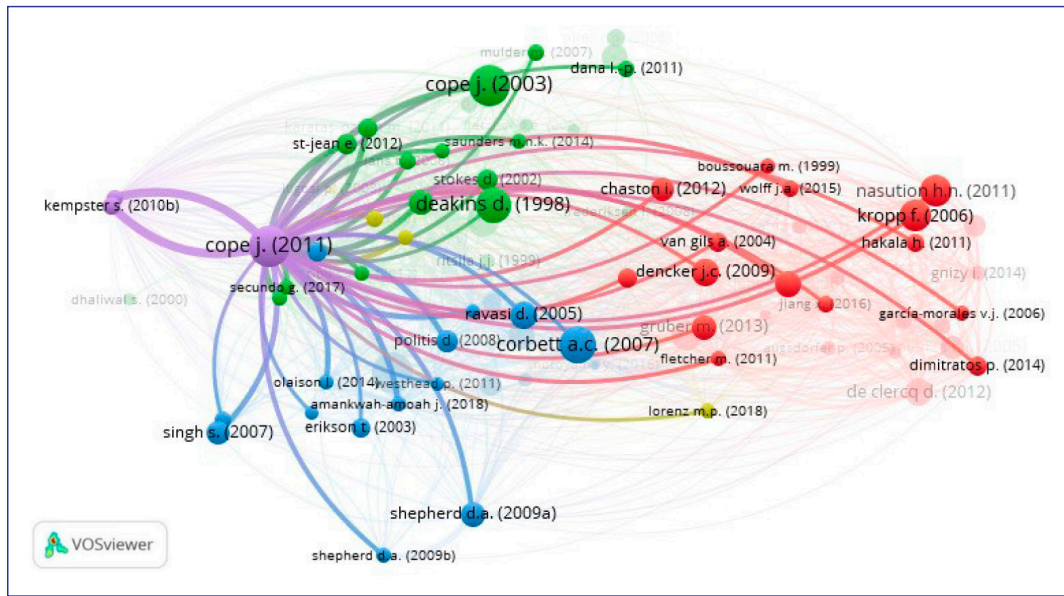 mulder m. (2007)
cope j. (2003)
dana l.-p. (2011)
st-jean e. (2012)
saunders m.n.k. (2014)
boussouara m. (1999)
stokes d. (2002)
chaston i. (2012)
wolff j.a. (2015)
nasution h.n. (2011)
kempster s. (2010b)
deakins d. (1998)
kropp f. (2006)
cope j. (2011)
van gils a. (2004)
hakala h. (2011)
ritsila j.j. (1999)
dencker j.c. (2009)
gnizy i. (2014)
secundo g. (2017)
dhaliwal s. (2000)
jiang x. (2016)
garcía-morales v.j. (2006)
ravasi d. (2005)
gruber m. (2013)
politis d. (2008)
corbett a.c. (2007)
fletcher m. (2011)
dimitratos p. (2014)
olaison l. (2014)
westhead p. (2011)
de clercq d. (2012)
amankwah-amoah j. (2018)
lorenz m.p. (2018)
singh s. (2007)
erikson t. (2003)
shepherd d.a. (2009a)
VOSviewer
shepherd d.a. (2009b)